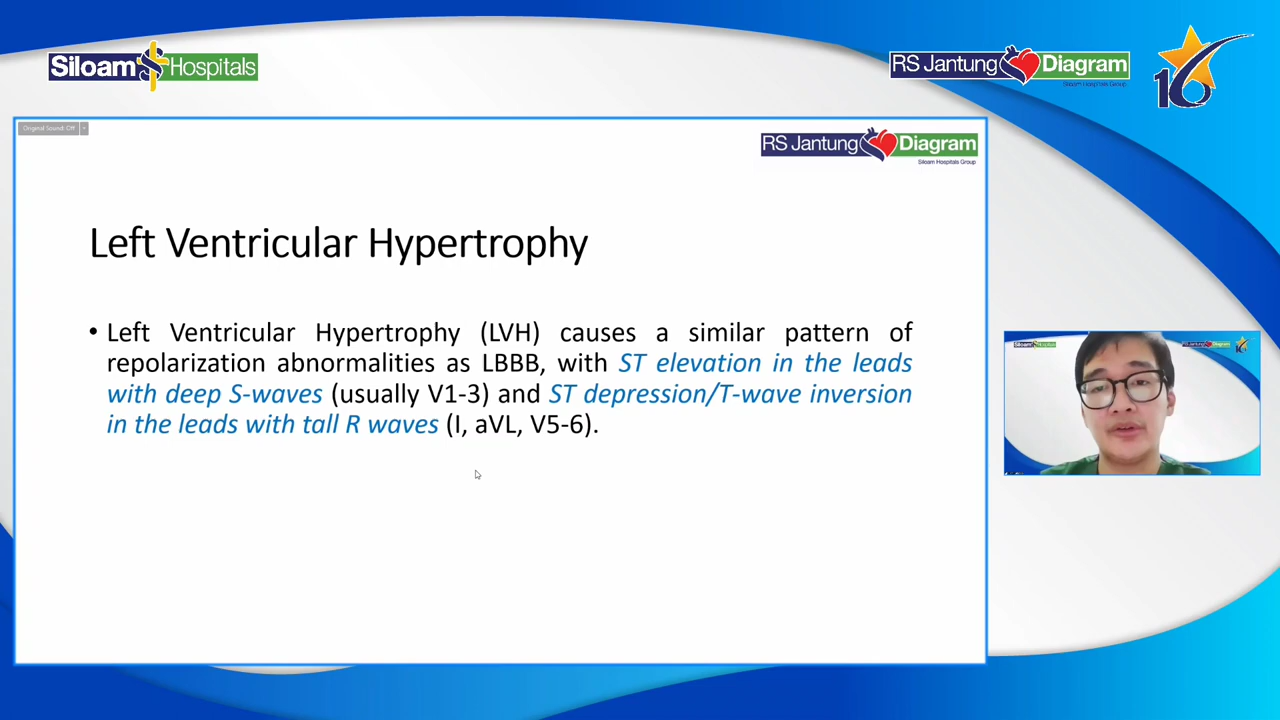 Siloam Hospitals
RS Jantung Diagram
Siloam Hospitals Group
16
Original Sound: Off
RS Jantung Diagram
Siloam Hospitals Group
Left Ventricular Hypertrophy
• Left Ventricular Hypertrophy (LVH) causes a similar pattern of
repolarization abnormalities as LBBB, with ST elevation in the leads
with deep S-waves (usually V1-3) and ST depression/T-wave inversion
in the leads with tall R waves (I, aVL, V5-6).